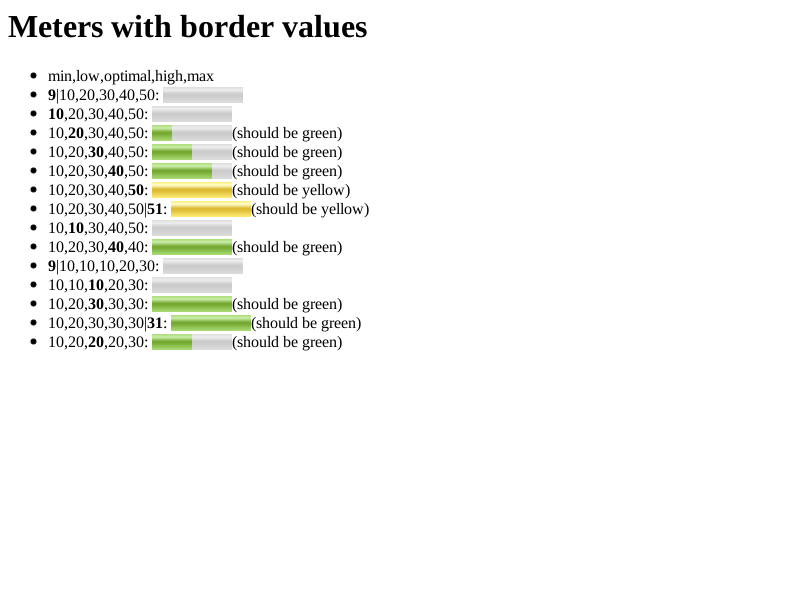 Meters with border values
min,low,optimal,high,max
9|10,20,30,40,50:
10,20,30,40,50:
10,20,30,40,50: (should be green)
10,20,30,40,50: (should be green)
10,20,30,40,50: (should be green)
10,20,30,40,50: (should be yellow)
10,20,30,40,50|51: (should be yellow)
10,10,30,40,50:
10,20,30,40,40: (should be green)
9|10,10,10,20,30:
10,10,10,20,30:
10,20,30,30,30: (should be green)
10,20,30,30,30|31: (should be green)
10,20,20,20,30: (should be green)